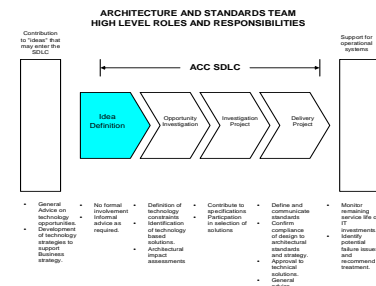 ARCHITECTURE AND STANDARDS TEAM
HIGH LEVEL ROLES AND RESPONSIBILITIES
Contribution
to "ideas" that
may enter the
SDLC
Support for
operational
systems
ACC SDLC
Idea
Definition
Opportunity
Investigation
Investigation
Project
Delivery
Project
• General
Advice on
technology
opportunities.
• Development
of technology
strategies to
support
Business
strategy.
• No formal
involvement
• Informal
advice as
required.
• Definition of
technology
constraints
• Identification
of technology
based
solutions.
• Architectural
impact
assessments
• Contribute to
specifications
• Participation
in selection of
solutions
• Define and
communicate
standards
• Confirm
compliance
of design to
architectural
standards
and strategy.
• Approval to
technical
solutions.
• General
• Monitor
remaining
service life
IT
investments.
• Identify
potential
failure issues
and
recommend
treatment.